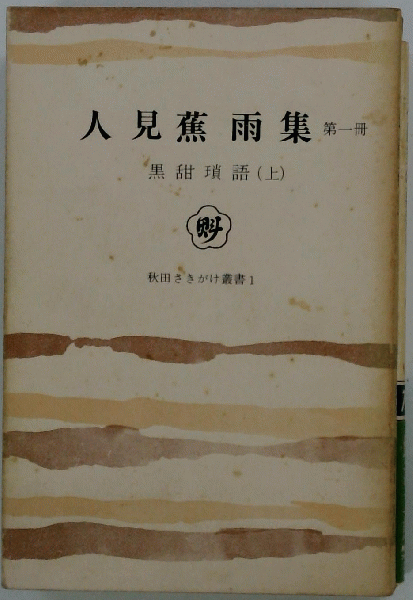 人見蕉雨集 第一冊
黒甜瑣語(上)
魁
秋田さきがけ叢書1